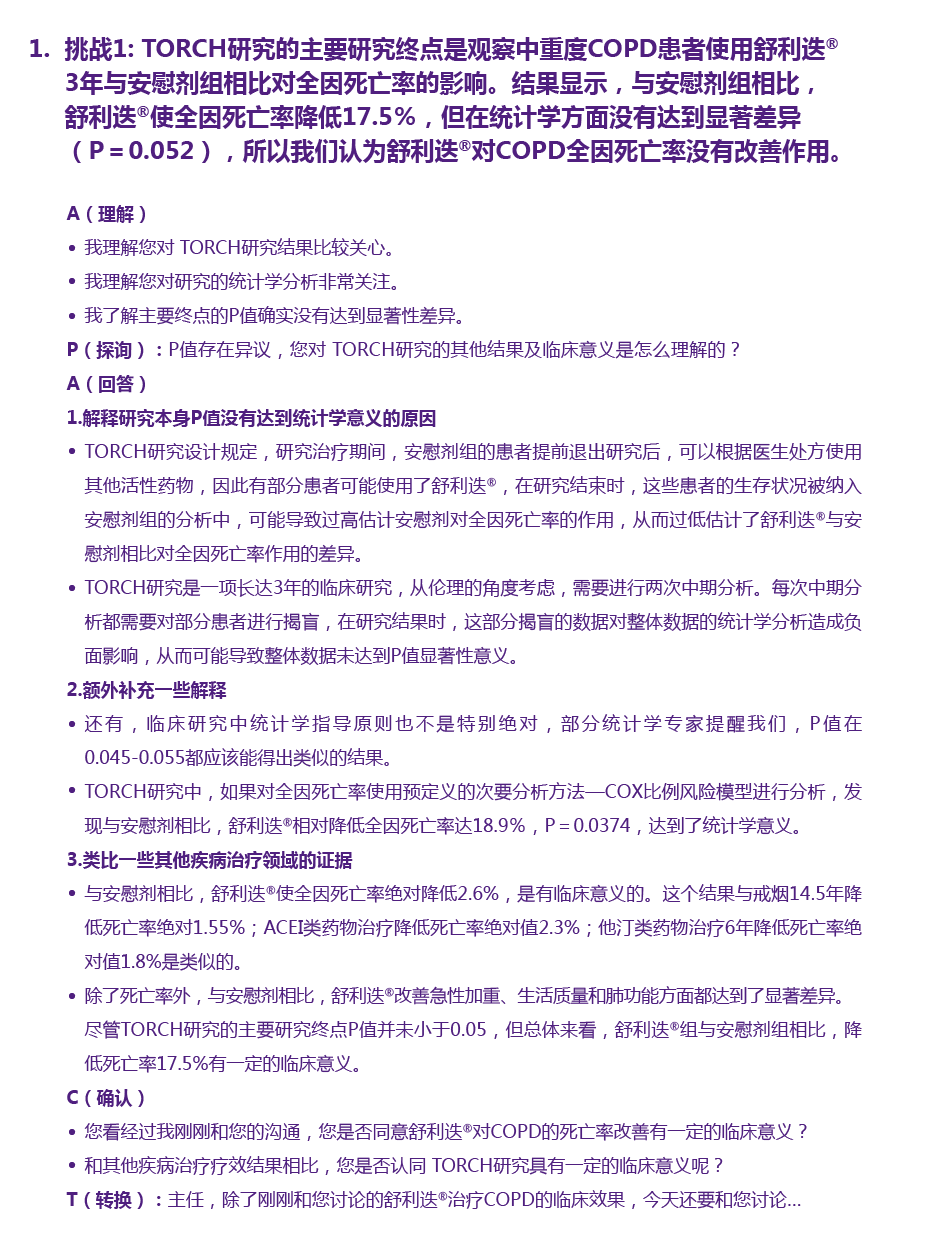 1. 挑战1: TORCH研究的主要研究终点是观察中重度COPD患者使用舒利迭®
3年与安慰剂组相比对全因死亡率的影响。结果显示，与安慰剂组相比，
舒利迭®使全因死亡率降低17.5%，但在统计学方面没有达到显著差异
（P＝0.052），所以我们认为舒利迭®对COPD全因死亡率没有改善作用。
A（理解）
• 我理解您对 TORCH研究结果比较关心。
• 我理解您对研究的统计学分析非常关注。
• 我了解主要终点的P值确实没有达到显著性差异。
P（探询）：P值存在异议，您对 TORCH研究的其他结果及临床意义是怎么理解的？
A（回答）
1.解释研究本身P值没有达到统计学意义的原因
• TORCH研究设计规定，研究治疗期间，安慰剂组的患者提前退出研究后，可以根据医生处方使用
其他活性药物，因此有部分患者可能使用了舒利迭®，在研究结束时，这些患者的生存状况被纳入
安慰剂组的分析中，可能导致过高估计安慰剂对全因死亡率的作用，从而过低估计了舒利迭®与安
慰剂相比对全因死亡率作用的差异。
• TORCH研究是一项长达3年的临床研究，从伦理的角度考虑，需要进行两次中期分析。每次中期分
析都需要对部分患者进行揭盲，在研究结果时，这部分揭盲的数据对整体数据的统计学分析造成负
面影响，从而可能导致整体数据未达到P值显著性意义。
2.额外补充一些解释
• 还有，临床研究中统计学指导原则也不是特别绝对，部分统计学专家提醒我们，P值在
0.045-0.055都应该能得出类似的结果。
• TORCH研究中，如果对全因死亡率使用预定义的次要分析方法—COX比例风险模型进行分析，发
现与安慰剂相比，舒利迭®相对降低全因死亡率达18.9%，P＝0.0374，达到了统计学意义。
3.类比一些其他疾病治疗领域的证据
• 与安慰剂相比，舒利迭®使全因死亡率绝对降低2.6%，是有临床意义的。这个结果与戒烟14.5年降
低死亡率绝对1.55%；ACEI类药物治疗降低死亡率绝对值2.3%；他汀类药物治疗6年降低死亡率绝
对值1.8%是类似的。
• 除了死亡率外，与安慰剂相比，舒利迭®改善急性加重、生活质量和肺功能方面都达到了显著差异。
尽管TORCH研究的主要研究终点P值并未小于0.05，但总体来看，舒利迭®组与安慰剂组相比，降
低死亡率17.5%有一定的临床意义。
C（确认）
• 您看经过我刚刚和您的沟通，您是否同意舒利迭®对COPD的死亡率改善有一定的临床意义？
• 和其他疾病治疗疗效结果相比，您是否认同 TORCH研究具有一定的临床意义呢？
T（转换）：主任，除了刚刚和您讨论的舒利迭®治疗COPD的临床效果，今天还要和您讨论...